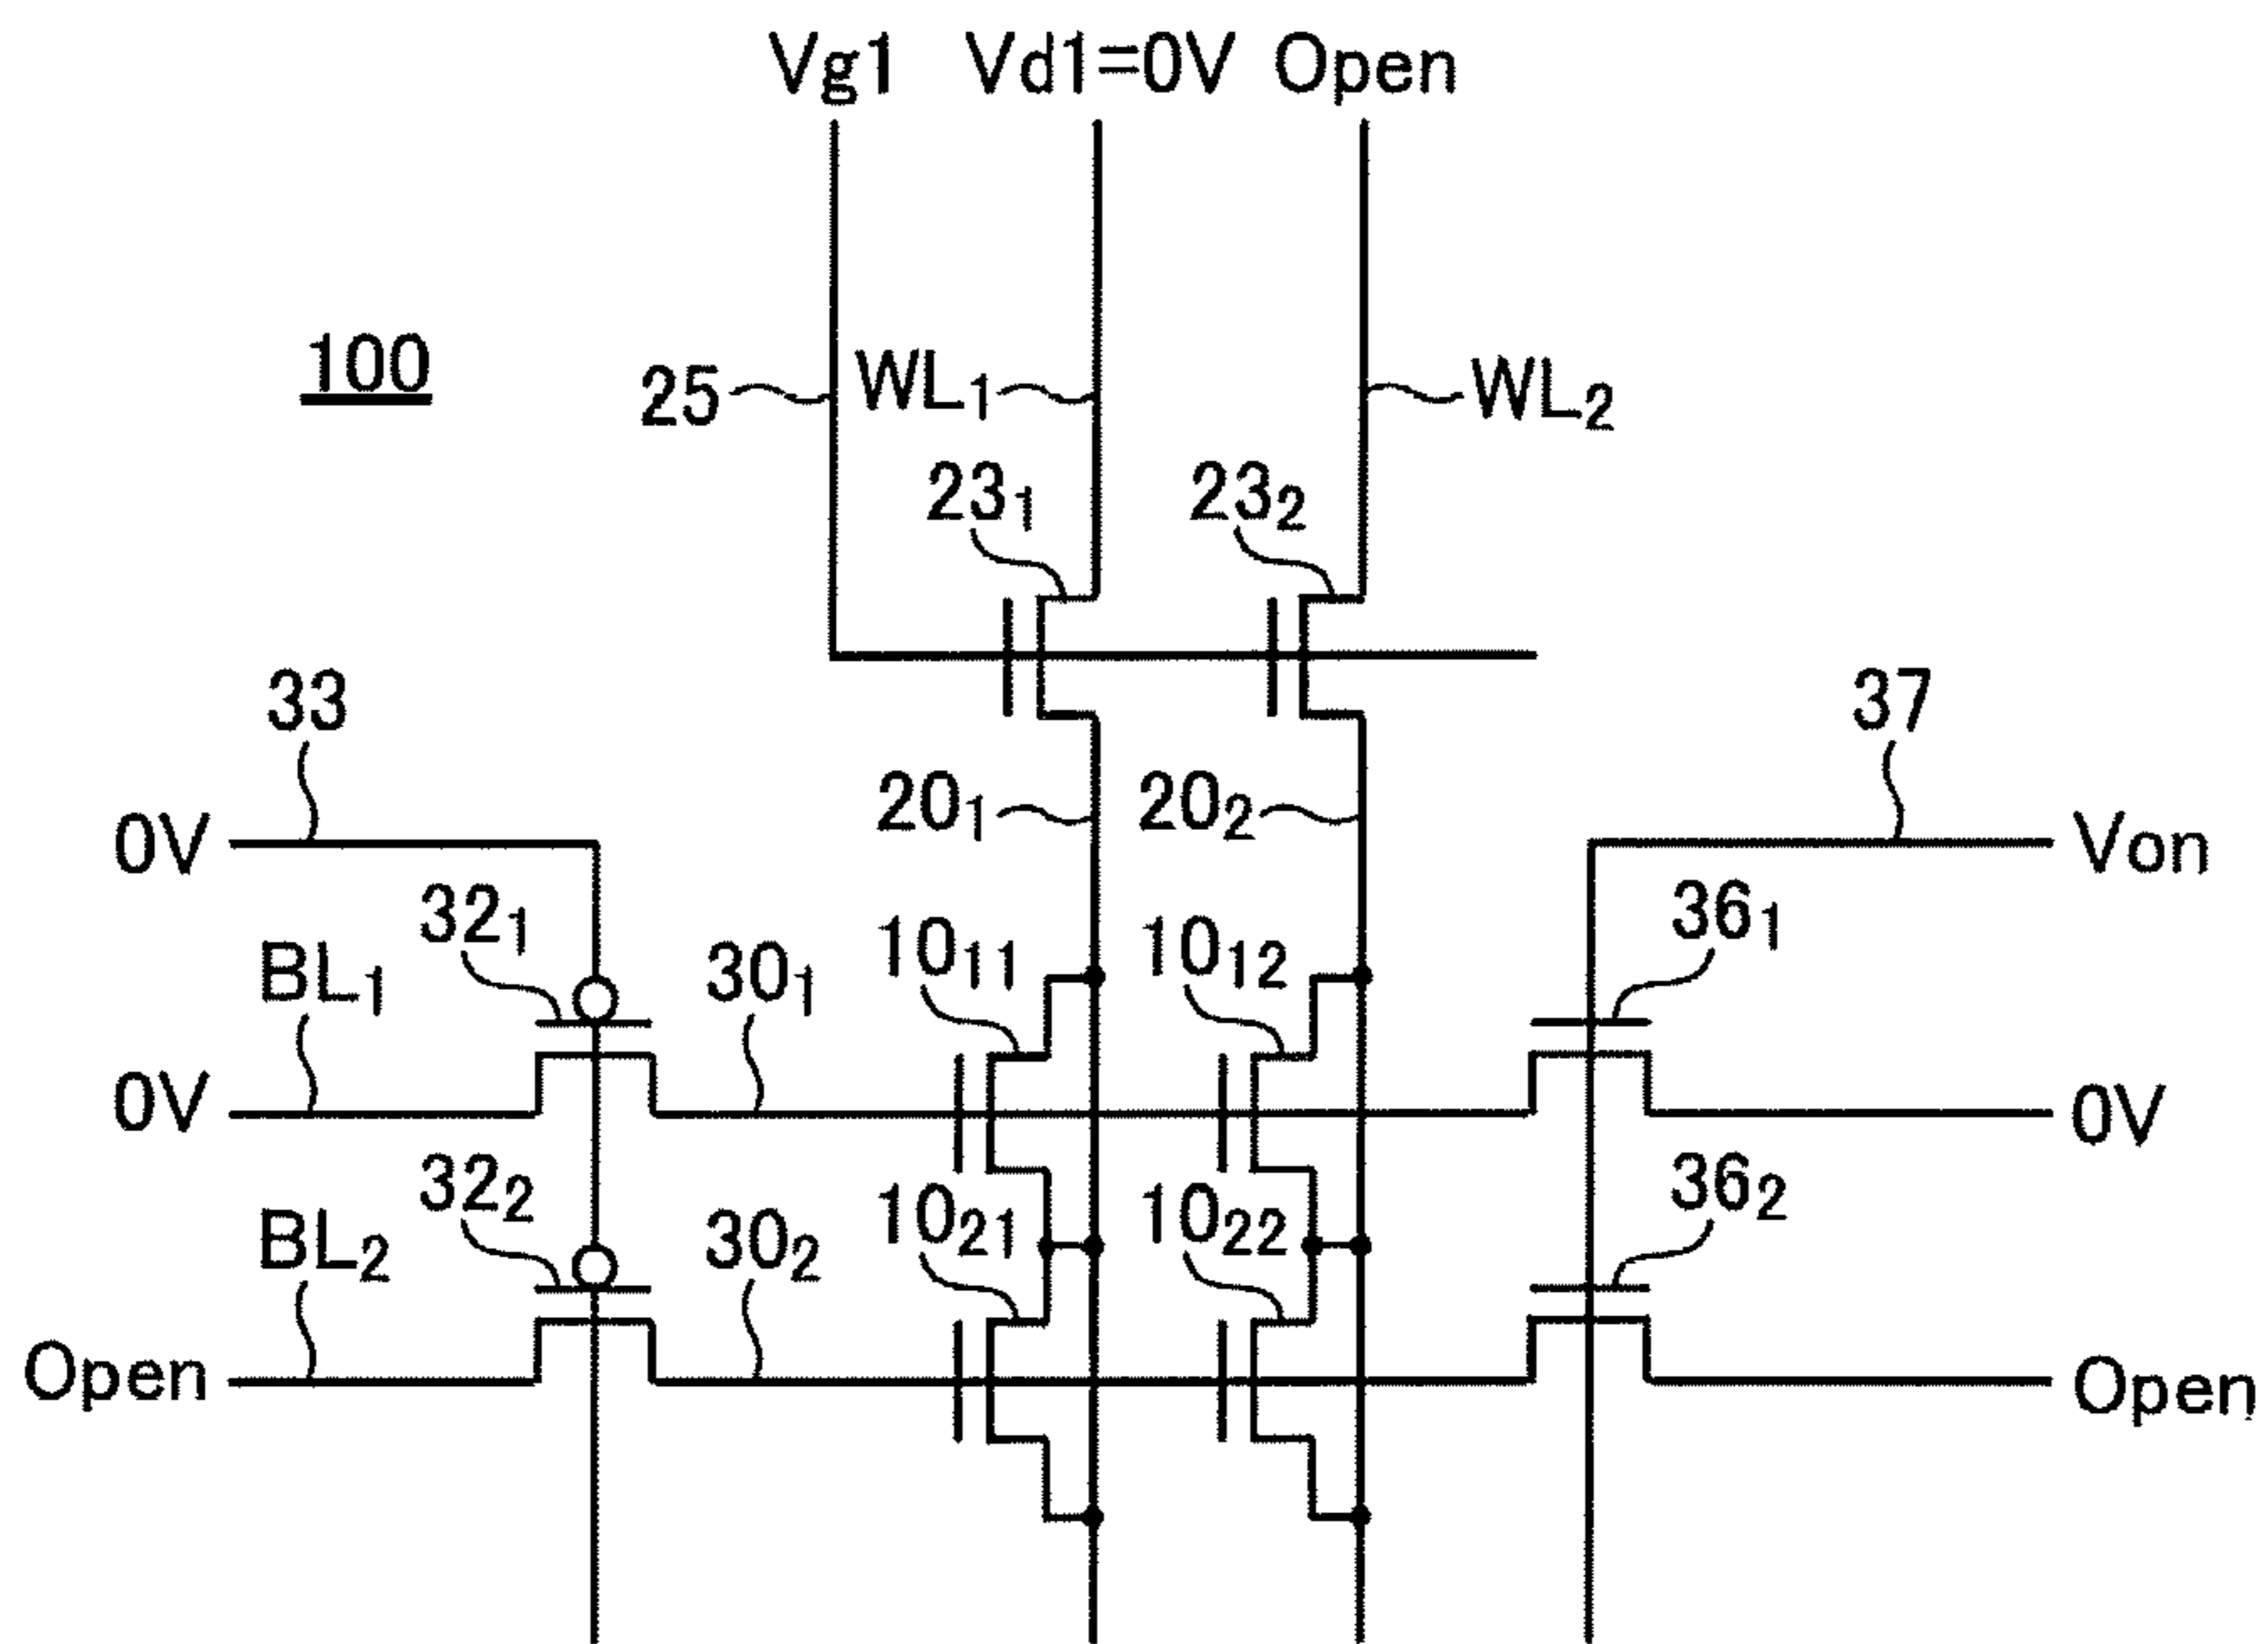 Vg1 Vd1=0V Open
100
25 WL₁ WL₂
23₁ 23₂
33 37
20₁ 20₂
0V Von
32₁ 36₁
BL₁ 30₁ 10₁₁ 10₁₂
0V 0V
32₂ 36₂
BL₂ 30₂ 10₂₁ 10₂₂
Open Open